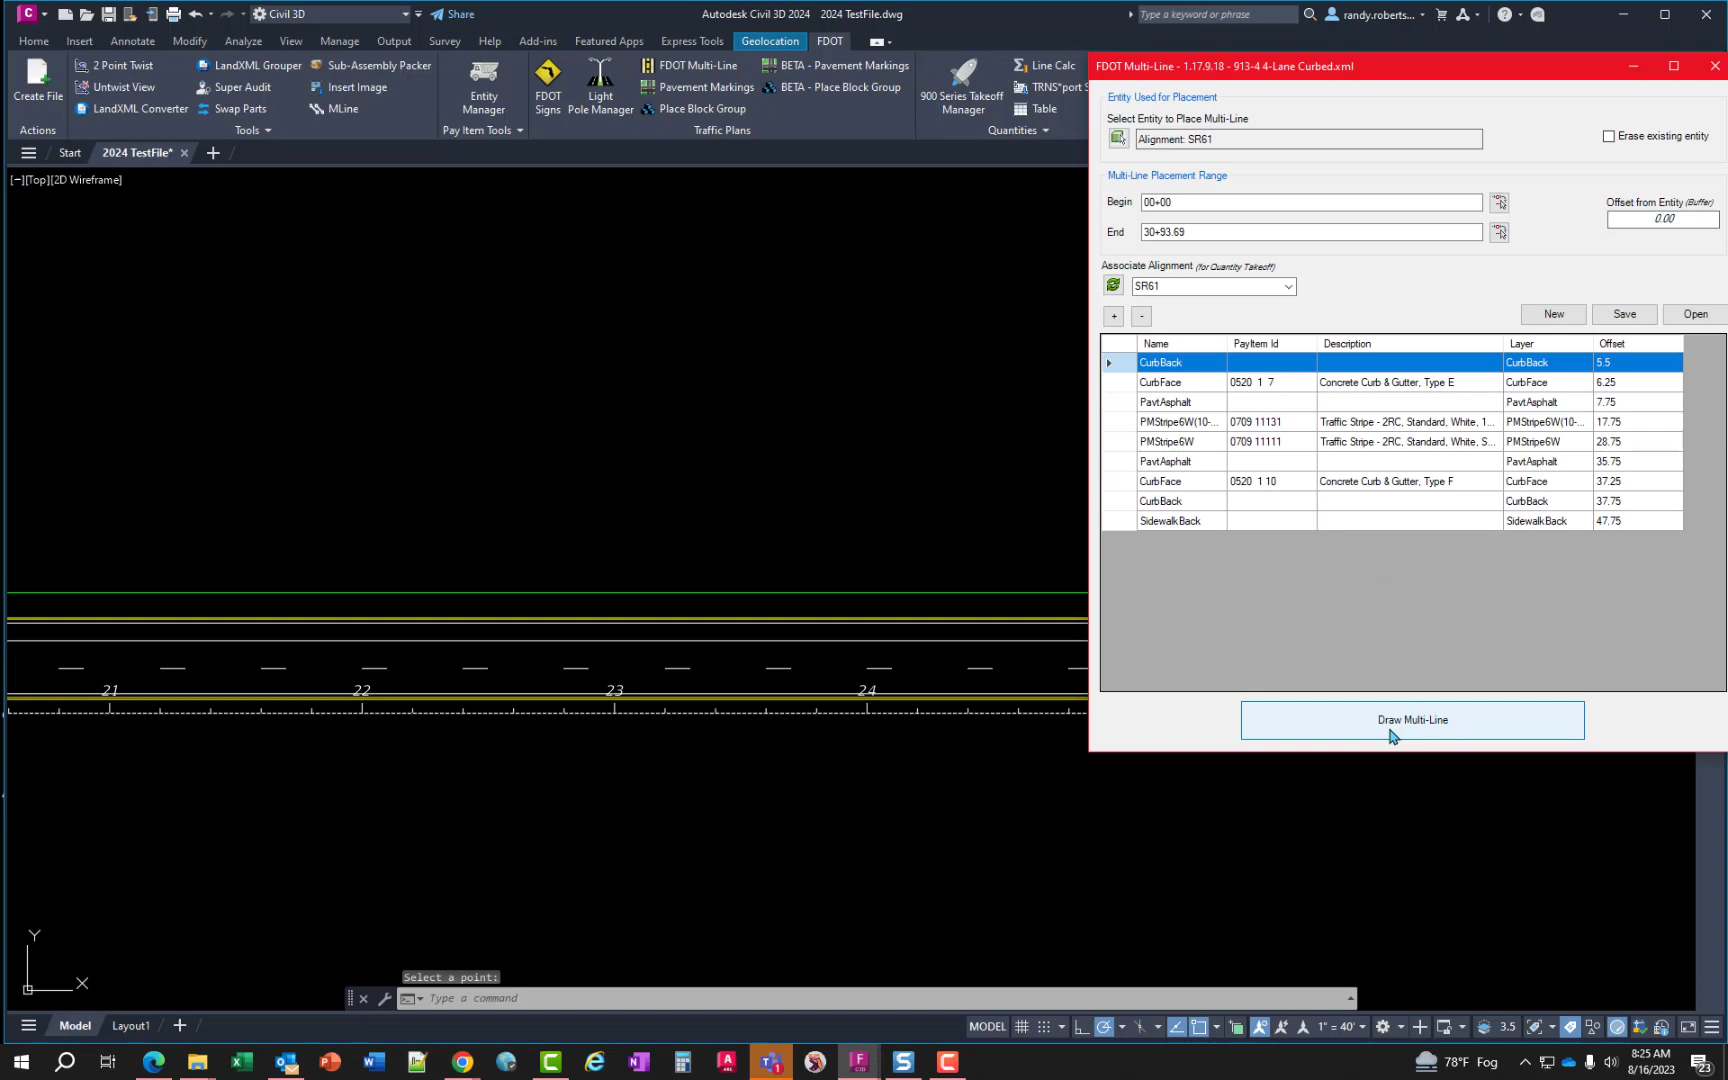 Civil 3D
Share
Autodesk Civil 3D 2024 2024 TestFile.dwg
Type a keyword or phrase
randy.roberts...
Home Insert Annotate Modify Analyze View Manage Output Survey Help Add-ins Featured Apps Express Tools Geolocation FDOT
Create File
Actions
2 Point Twist
LandXML Grouper
Sub-Assembly Packer
Untwist View
Super Audit
Insert Image
LandXML Converter
Swap Parts
MLine
Tools
Entity
Manager
Pay Item Tools
FDOT
Signs
Light
Pole Manager
FDOT Multi-Line
BETA - Pavement Markings
Pavement Markings
BETA - Place Block Group
Place Block Group
Traffic Plans
900 Series Takeoff
Manager
Line Calc
TRNS*port S
Table
Quantities
Start
2024 TestFile*
[−][Top][2D Wireframe]
FDOT Multi-Line - 1.17.9.18 - 913-4 4-Lane Curbed.xml
Entity Used for Placement
Select Entity to Place Multi-Line
Alignment: SR61
Erase existing entity
Multi-Line Placement Range
Begin 00+00
Offset from Entity (Buffer)
0.00
End 30+93.69
Associate Alignment (for Quantity Takeoff)
SR61
+ -
New Save Open
Name PayItem Id Description Layer Offset
CurbBack CurbBack 5.5
CurbFace 0520 1 7 Concrete Curb & Gutter, Type E CurbFace 6.25
PavtAsphalt PavtAsphalt 7.75
PMStripe6W(10-... 0709 11131 Traffic Stripe - 2RC, Standard, White, 1... PMStripe6W(10-... 17.75
PMStripe6W 0709 11111 Traffic Stripe - 2RC, Standard, White, S... PMStripe6W 28.75
PavtAsphalt PavtAsphalt 35.75
CurbFace 0520 1 10 Concrete Curb & Gutter, Type F CurbFace 37.25
CurbBack CurbBack 37.75
SidewalkBack SidewalkBack 47.75
Draw Multi-Line
21 22 23 24
Y
X
Select a point:
Type a command
Model Layout1
MODEL
1" = 40'
3.5
78°F Fog
8:25 AM
8/16/2023
23